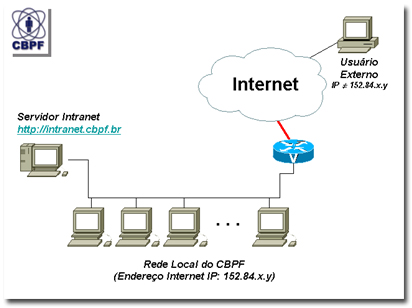 CBPF
Internet
Usuário
Externo
IP ≠ 152.84.x.y
Servidor Intranet
http://intranet.cbpf.br
Rede Local do CBPF
(Endereço Internet IP: 152.84.x.y)